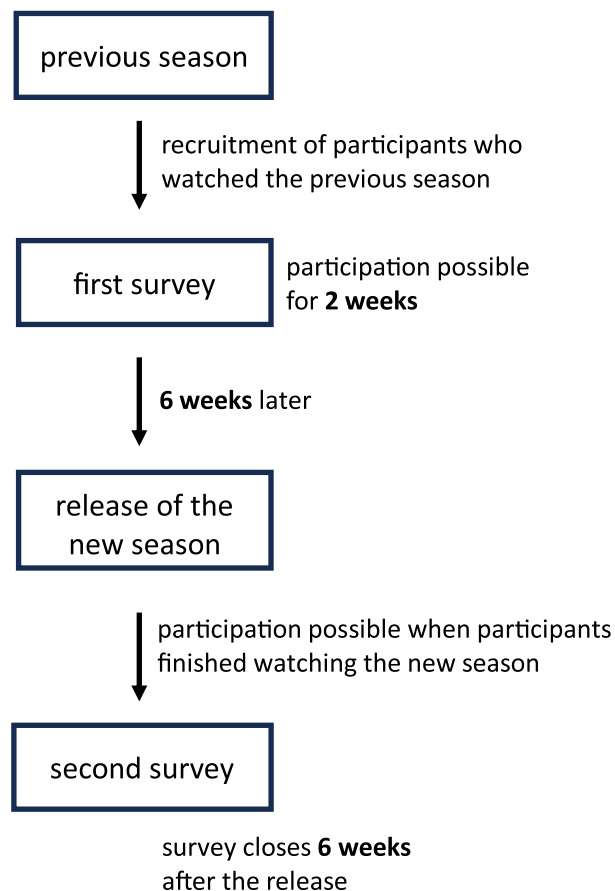 previous season
recruitment of participants who
watched the previous season
first survey
participation possible
for 2 weeks
6 weeks later
release of the
new season
participation possible when participants
finished watching the new season
second survey
survey closes 6 weeks
after the release